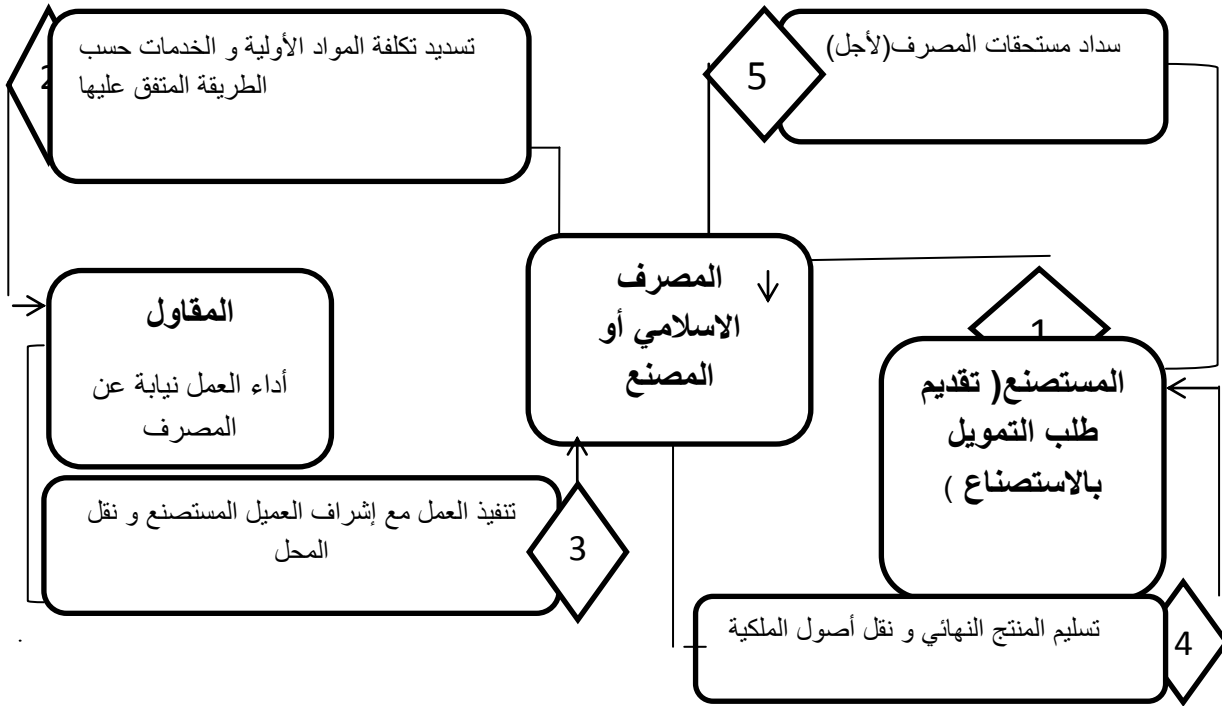 تسديد تكلفة المواد الأولية و الخدمات حسب
الطريقة المتفق عليها
2
سداد مستحقات المصرف(لأجل)
5
المصرف
الاسلامي أو
المصنع
المقاول
أداء العمل نيابة عن
المصرف
1
المستصنع( تقديم
طلب التمويل
بالاستصناع )
تنفيذ العمل مع إشراف العميل المستصنع و نقل
المحل
3
تسليم المنتج النهائي و نقل أصول الملكية
4
.